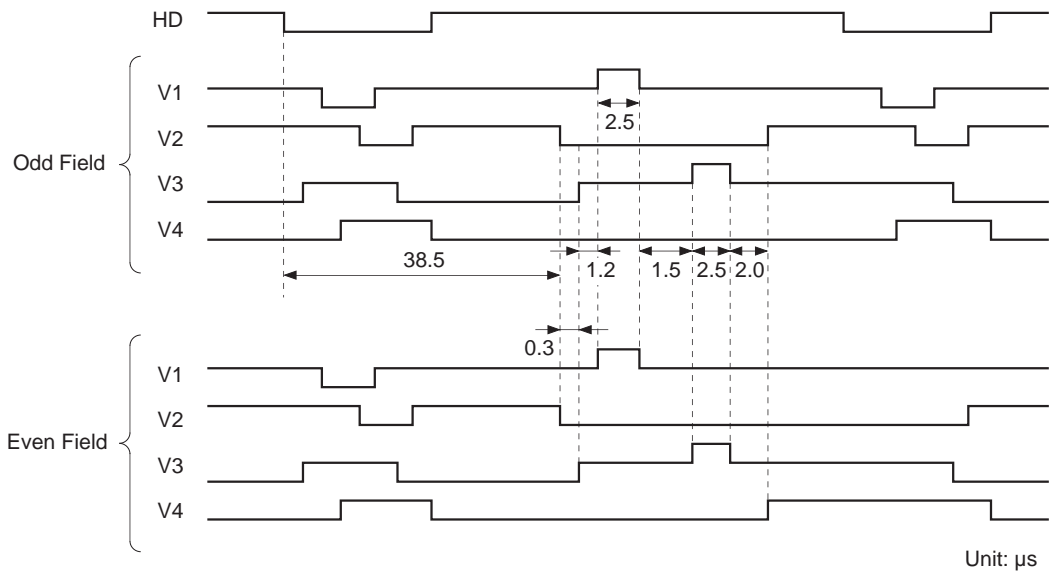 HD
Odd Field
V1
2.5
V2
V3
V4
38.5
1.2
1.5
2.5
2.0
0.3
Even Field
V1
V2
V3
V4
Unit: μs